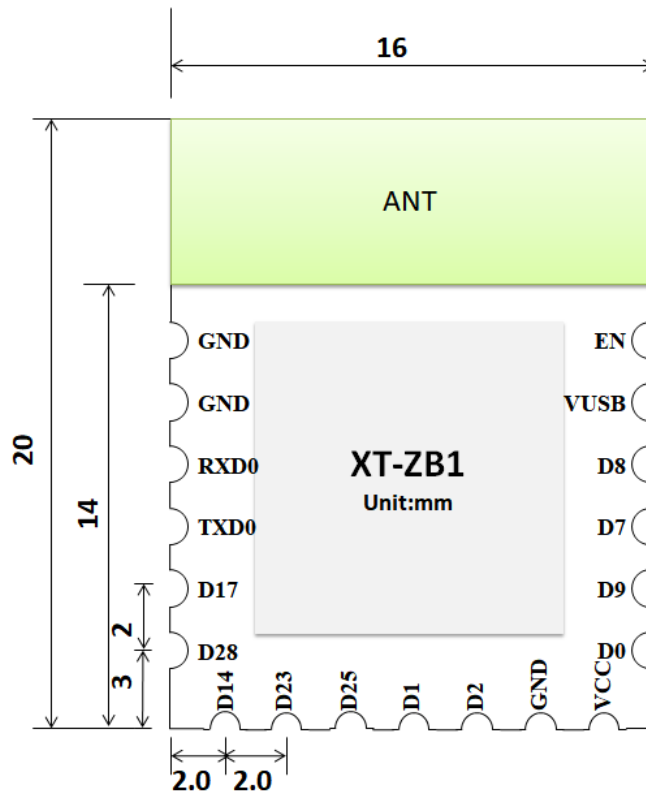 16
ANT
GND
EN
GND
VUSB
20
XT-ZB1
RXD0
D8
14
Unit:mm
TXD0
D7
D17
D9
2
D28
D0
3
D14
D23
D25
D1
D2
GND
VCC
2.0
2.0